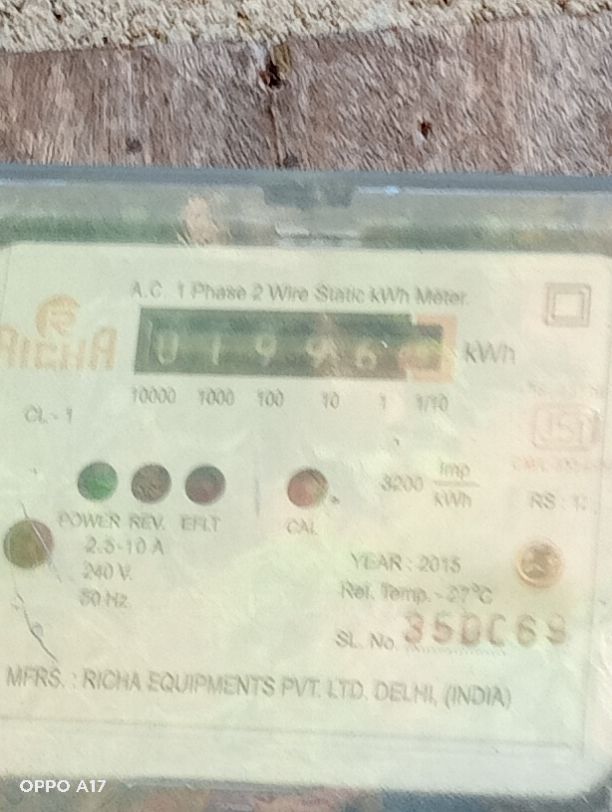 A.C. 1 Phase 2 Wire Static kWh Meter.
RICHA
0 1 9 9 6
kWh
10000 1000 100 10 1 1/10
CL - 1
ISI
3200 Imp/kWh
POWER REV. EFLT
CAL
2.5-10 A
240 V.
50 Hz
YEAR : 2015
Ref. Temp. - 27°C
SL. No.
MFRS. : RICHA EQUIPMENTS PVT. LTD. DELHI, (INDIA)
OPPO A17